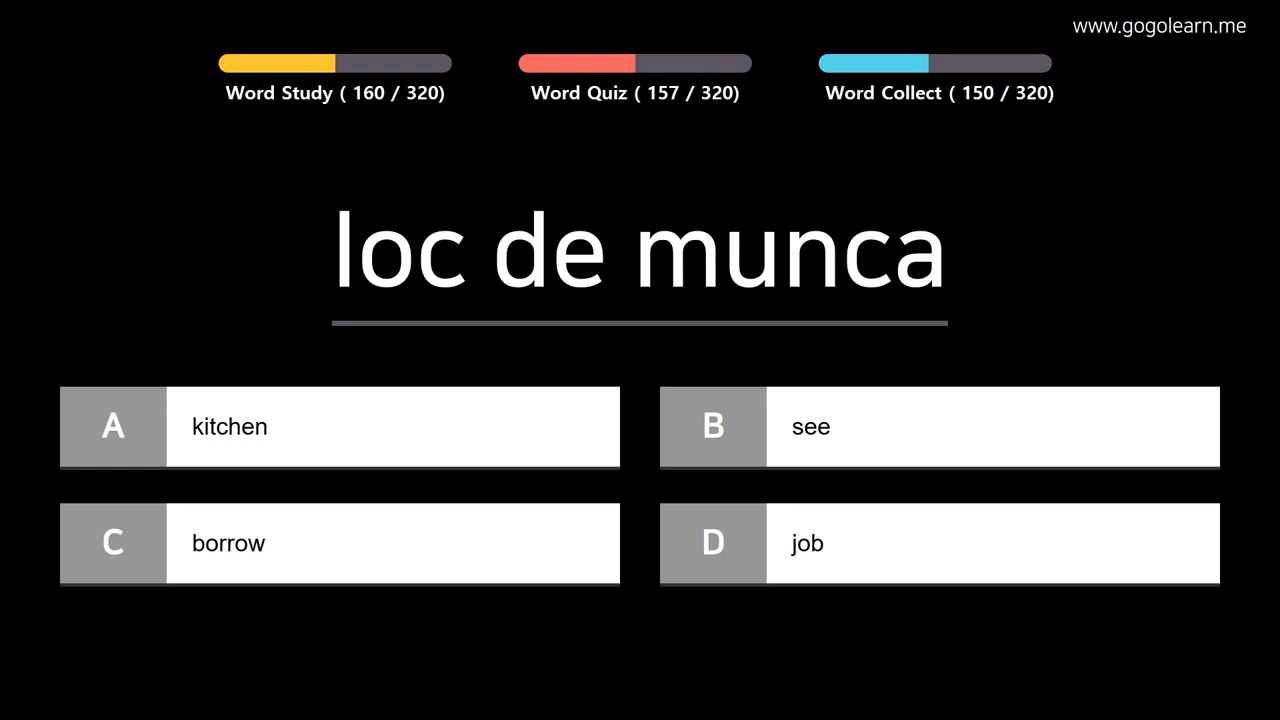 www.gogolearn.me
Word Study ( 160 / 320)
Word Quiz ( 157 / 320)
Word Collect ( 150 / 320)
loc de munca
A kitchen
B see
C borrow
D job